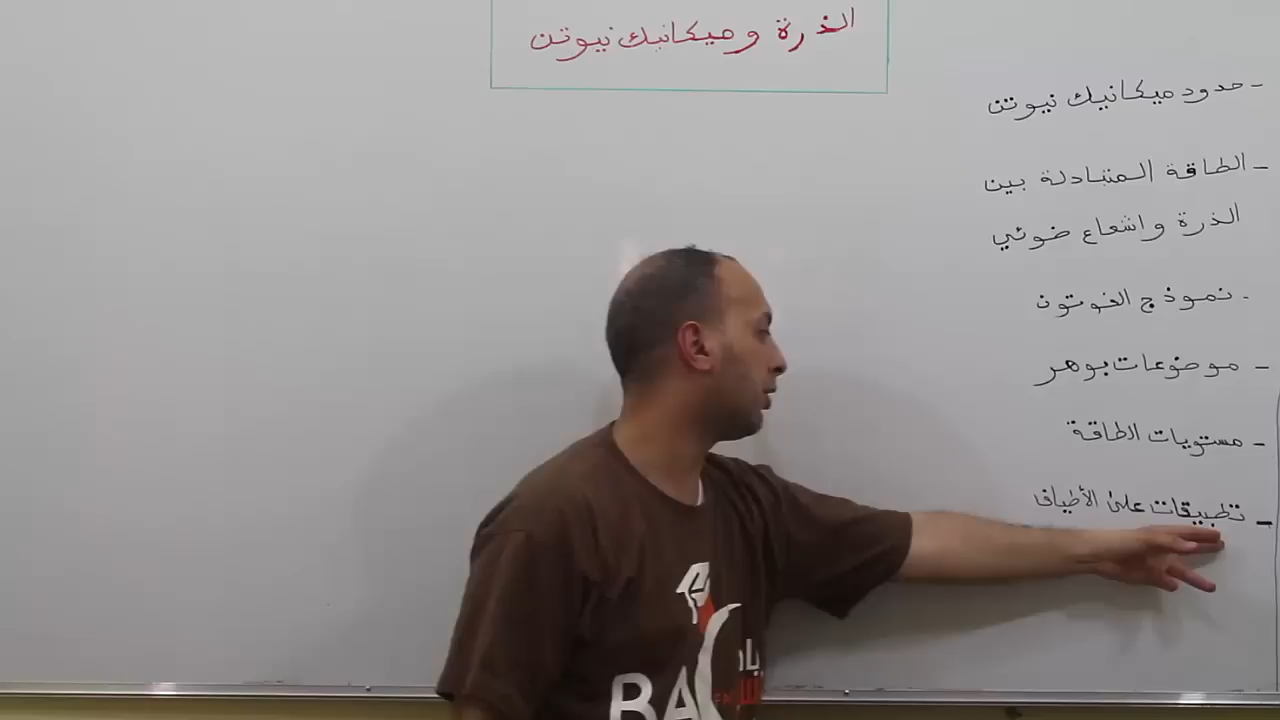 الذرة وميكانيك نيوتن
- حدود ميكانيك نيوتن
- الطاقة المتبادلة بين
الذرة واشعاع ضوئي
- نموذج الفوتون
- موضوعات بوهر
- مستويات الطاقة
- تطبيقات على الأطياف
BAC